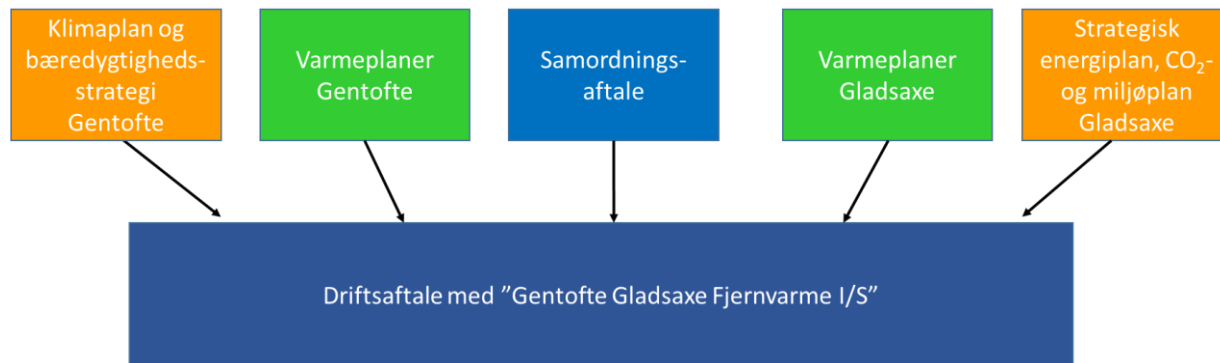 Klimaplan og
bæredygtigheds-
strategi
Gentofte
Varmeplaner
Gentofte
Samordnings-
aftale
Varmeplaner
Gladsaxe
Strategisk
energiplan, CO₂-
og miljøplan
Gladsaxe
Driftsaftale med ”Gentofte Gladsaxe Fjernvarme I/S”